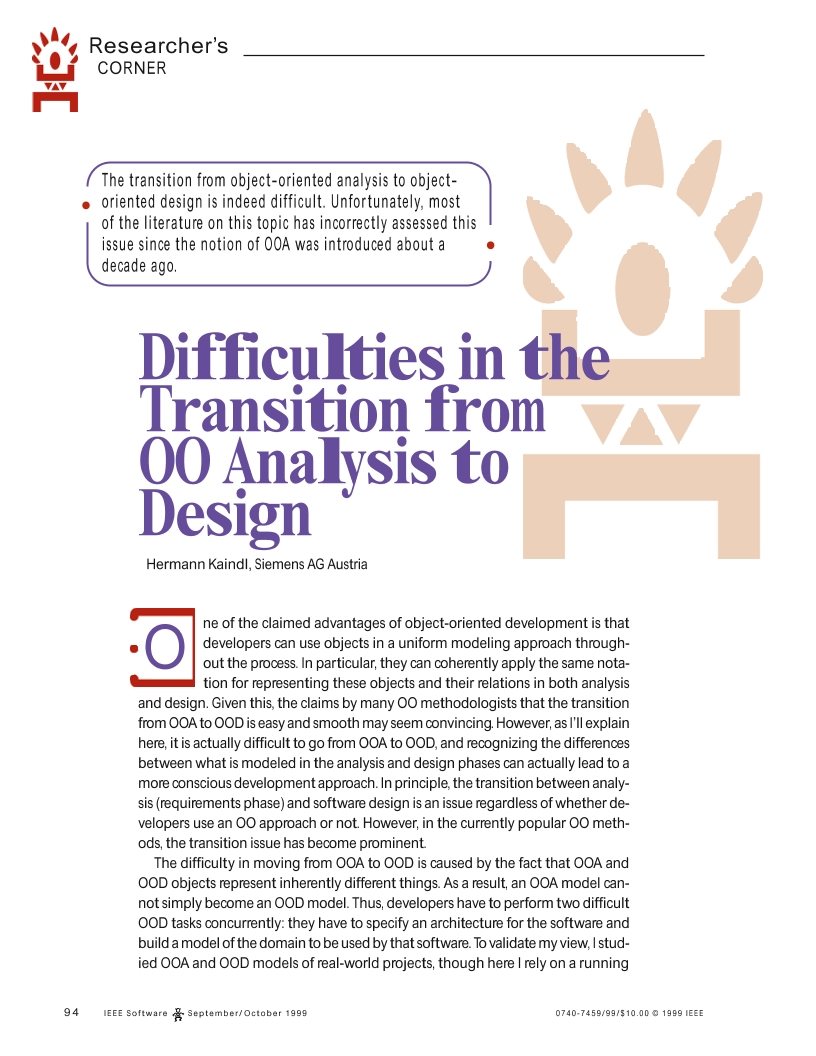 Researcher's
CORNER
The transition from object-oriented analysis to object-
oriented design is indeed difficult. Unfortunately, most
of the literature on this topic has incorrectly assessed this
issue since the notion of OOA was introduced about a
decade ago.
Difficulties in the
Transition from
OO Analysis to
Design
Hermann Kaindl, Siemens AG Austria
One of the claimed advantages of object-oriented development is that
developers can use objects in a uniform modeling approach through-
out the process. In particular, they can coherently apply the same nota-
tion for representing these objects and their relations in both analysis
and design. Given this, the claims by many OO methodologists that the transition
from OOA to OOD is easy and smooth may seem convincing. However, as I'll explain
here, it is actually difficult to go from OOA to OOD, and recognizing the differences
between what is modeled in the analysis and design phases can actually lead to a
more conscious development approach. In principle, the transition between analy-
sis (requirements phase) and software design is an issue regardless of whether de-
velopers use an OO approach or not. However, in the currently popular OO meth-
ods, the transition issue has become prominent.
The difficulty in moving from OOA to OOD is caused by the fact that OOA and
OOD objects represent inherently different things. As a result, an OOA model can-
not simply become an OOD model. Thus, developers have to perform two difficult
OOD tasks concurrently: they have to specify an architecture for the software and
build a model of the domain to be used by that software. To validate my view, I stud-
ied OOA and OOD models of real-world projects, though here I rely on a running
94 IEEE Software September/October 1999 0740-7459/99/$10.00 © 1999 IEEE